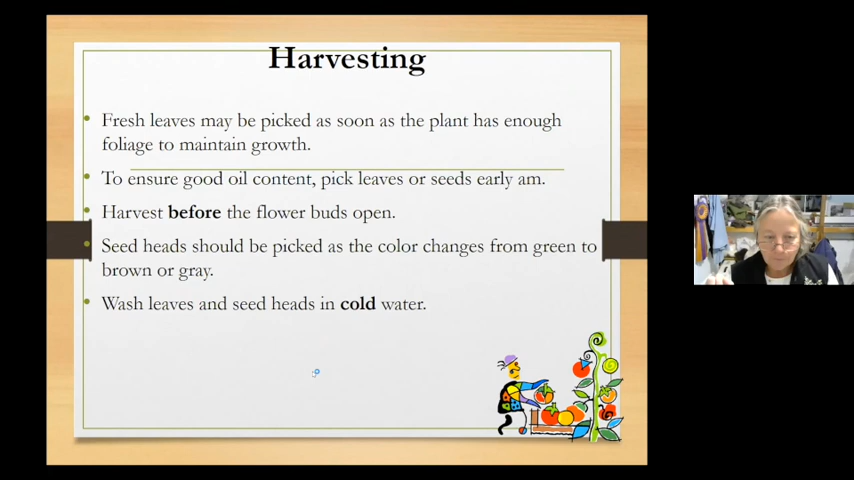 Harvesting
Fresh leaves may be picked as soon as the plant has enough
foliage to maintain growth.
To ensure good oil content, pick leaves or seeds early am.
Harvest before the flower buds open.
Seed heads should be picked as the color changes from green to
brown or gray.
Wash leaves and seed heads in cold water.